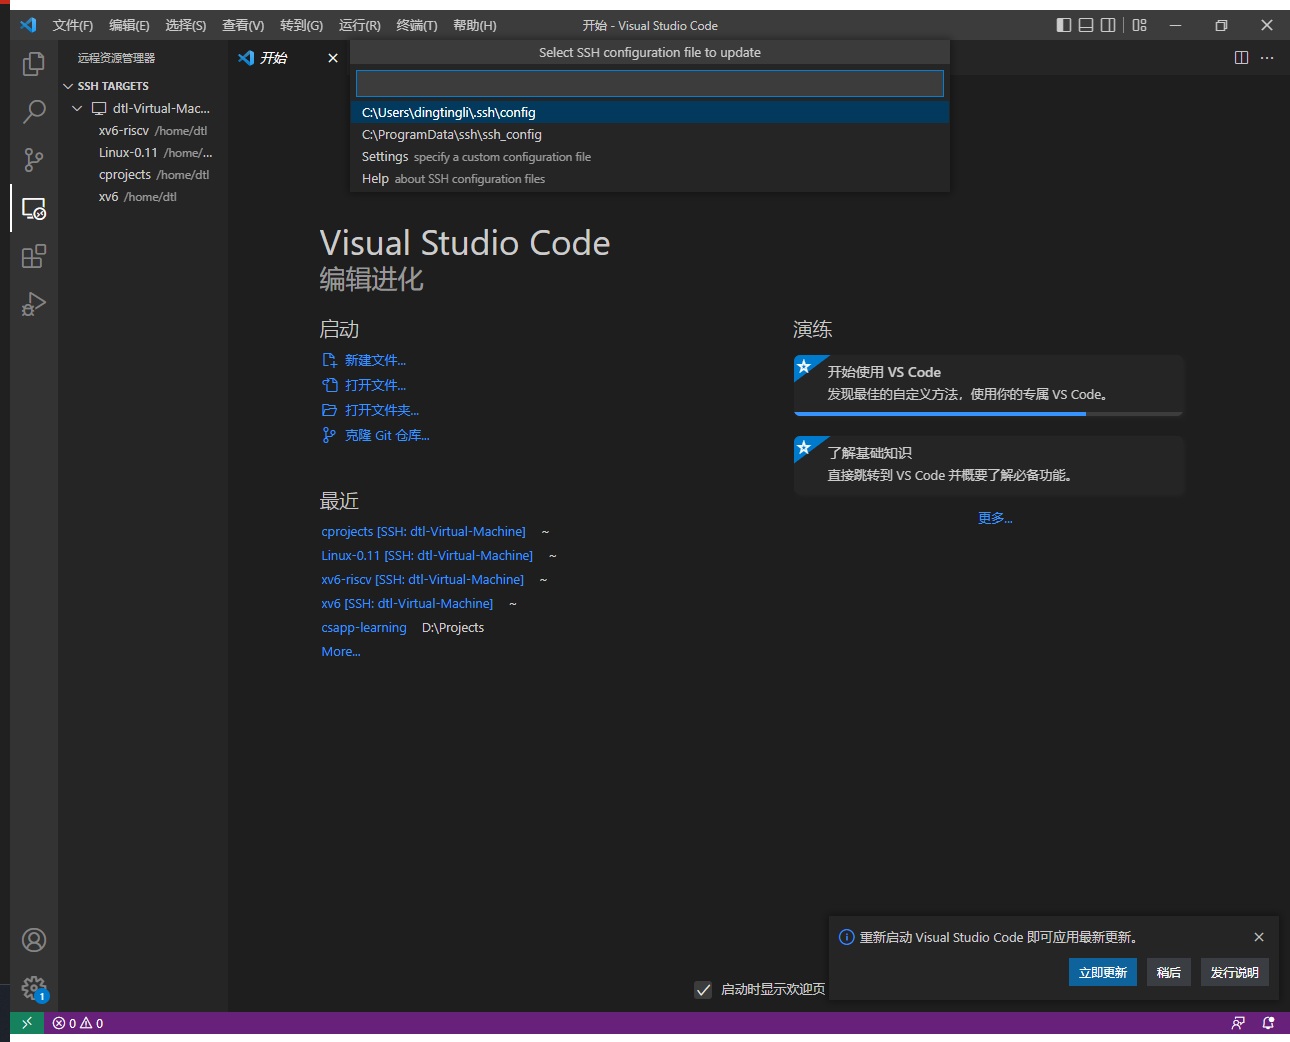 文件(F) 编辑(E) 选择(S) 查看(V) 转到(G) 运行(R) 终端(T) 帮助(H) 开始 - Visual Studio Code
远程资源管理器
开始
Select SSH configuration file to update
SSH TARGETS
dtl-Virtual-Mac...
xv6-riscv /home/dtl
Linux-0.11 /home/...
cprojects /home/dtl
xv6 /home/dtl
C:\Users\dingtingli\.ssh\config
C:\ProgramData\ssh\ssh_config
Settings specify a custom configuration file
Help about SSH configuration files
Visual Studio Code
编辑进化
启动
新建文件...
打开文件...
打开文件夹...
克隆 Git 仓库...
最近
cprojects [SSH: dtl-Virtual-Machine] ~
Linux-0.11 [SSH: dtl-Virtual-Machine] ~
xv6-riscv [SSH: dtl-Virtual-Machine] ~
xv6 [SSH: dtl-Virtual-Machine] ~
csapp-learning D:\Projects
More...
演练
开始使用 VS Code
发现最佳的自定义方法，使用你的专属 VS Code。
了解基础知识
直接跳转到 VS Code 并概要了解必备功能。
更多...
重新启动 Visual Studio Code 即可应用最新更新。
立即更新 稍后 发行说明
启动时显示欢迎页
1
0 0